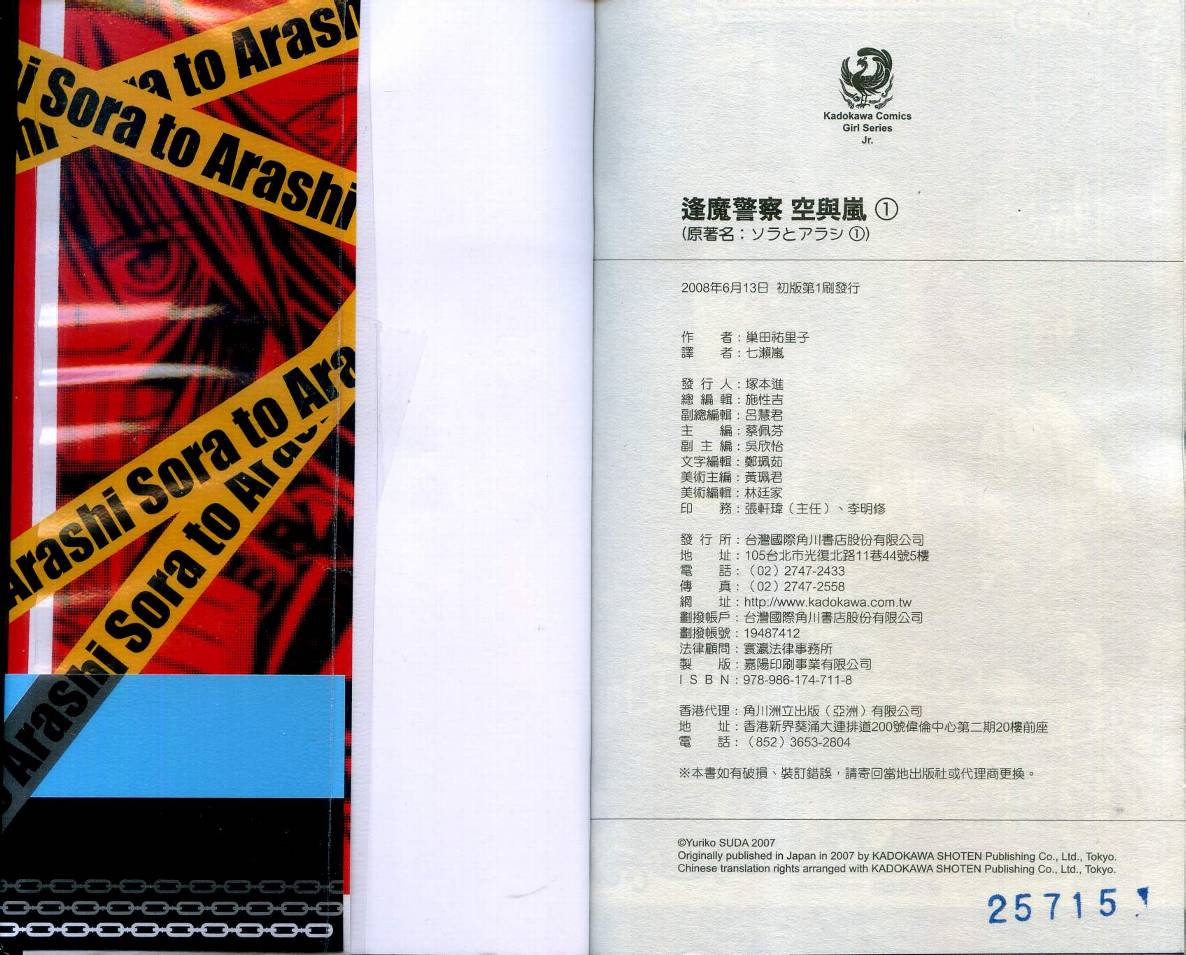 ra to Arash
i Sora to Arashi
Arashi Sora to Ara
Arashi Sora to Aras
Kadokawa Comics
Girl Series
Jr.
逢魔警察 空與嵐 ①
(原著名：ソラとアラシ ①)
2008年6月13日 初版第1刷發行
作 者：巢田祐里子
譯 者：七瀨嵐
發 行 人：塚本進
總 編 輯：施性吉
副總編輯：呂慧君
主 編：蔡佩芬
副 主 編：吳欣怡
文字編輯：鄭珮茹
美術主編：黃珮君
美術編輯：林廷家
印 務：張軒瑋（主任）、李明修
發 行 所：台灣國際角川書店股份有限公司
地 址：105台北市光復北路11巷44號5樓
電 話：（02）2747-2433
傳 真：（02）2747-2558
網 址：http://www.kadokawa.com.tw
劃撥帳戶：台灣國際角川書店股份有限公司
劃撥帳號：19487412
法律顧問：寰瀛法律事務所
製 版：嘉陽印刷事業有限公司
I S B N：978-986-174-711-8
香港代理：角川洲立出版（亞洲）有限公司
地 址：香港新界葵涌大連排道200號偉倫中心第二期20樓前座
電 話：（852）3653-2804
※本書如有破損、裝訂錯誤，請寄回當地出版社或代理商更換。
©Yuriko SUDA 2007
Originally published in Japan in 2007 by KADOKAWA SHOTEN Publishing Co., Ltd., Tokyo.
Chinese translation rights arranged with KADOKAWA SHOTEN Publishing Co., Ltd., Tokyo.
25715